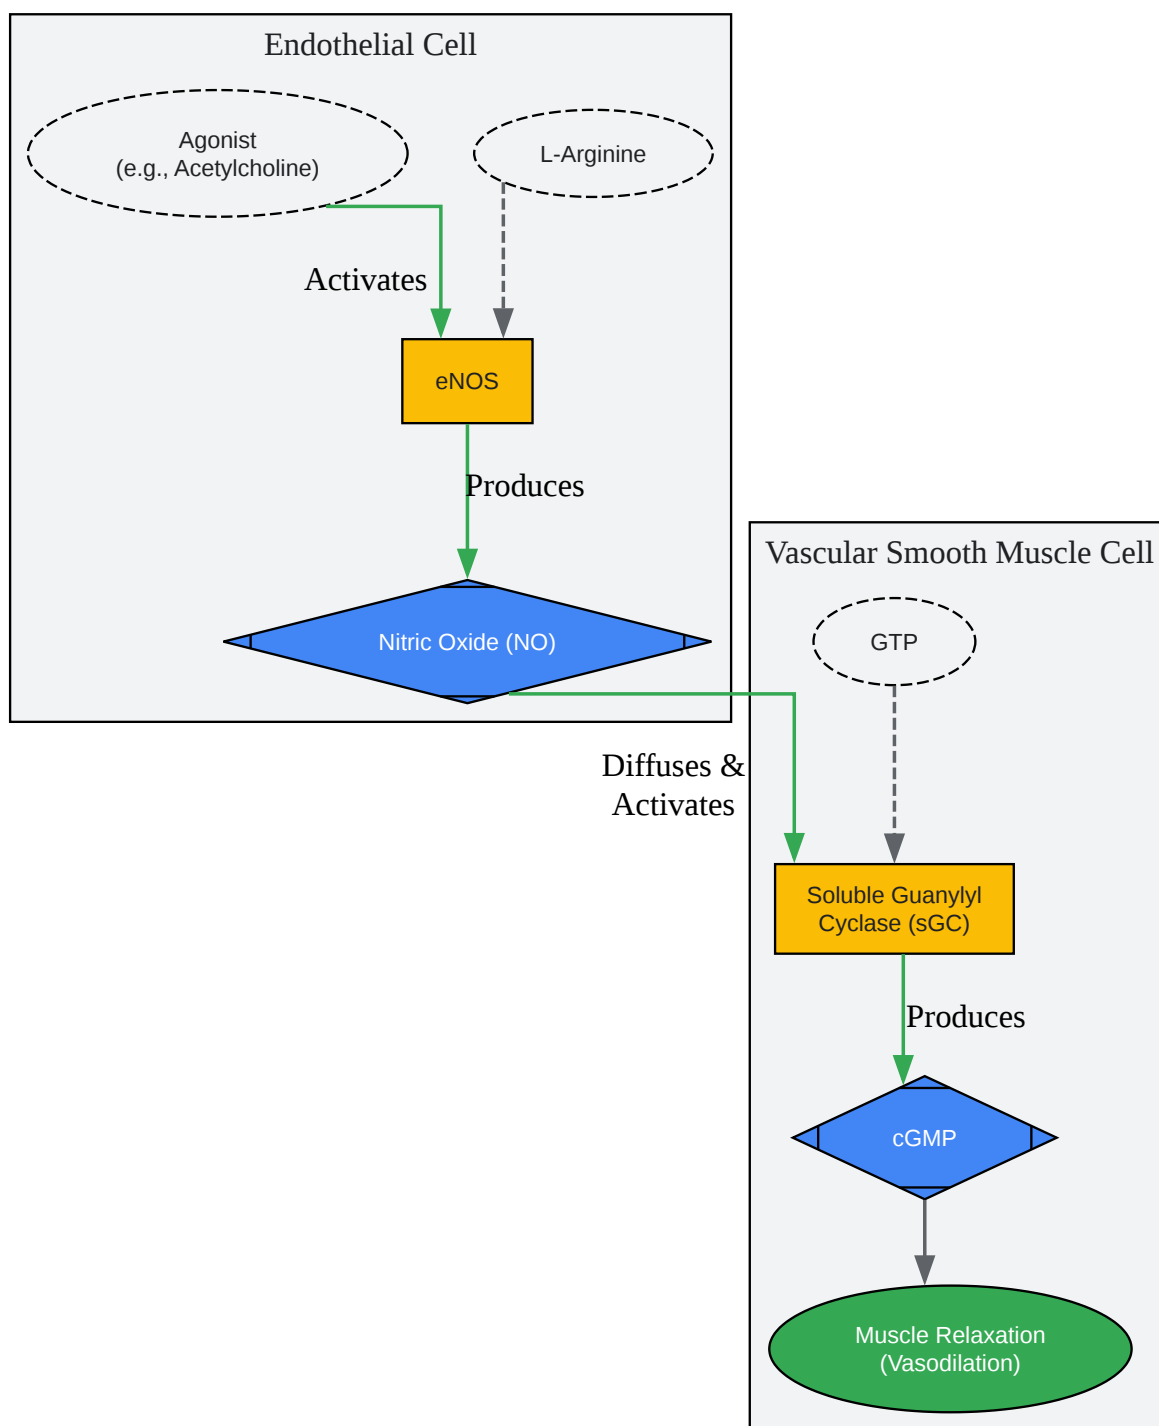 Endothelial Cell
Agonist
(e.g., Acetylcholine)
L-Arginine
Activates
eNOS
Produces
Nitric Oxide (NO)
Vascular Smooth Muscle Cell
GTP
Diffuses &
Activates
Soluble Guanylyl
Cyclase (sGC)
Produces
cGMP
Muscle Relaxation
(Vasodilation)